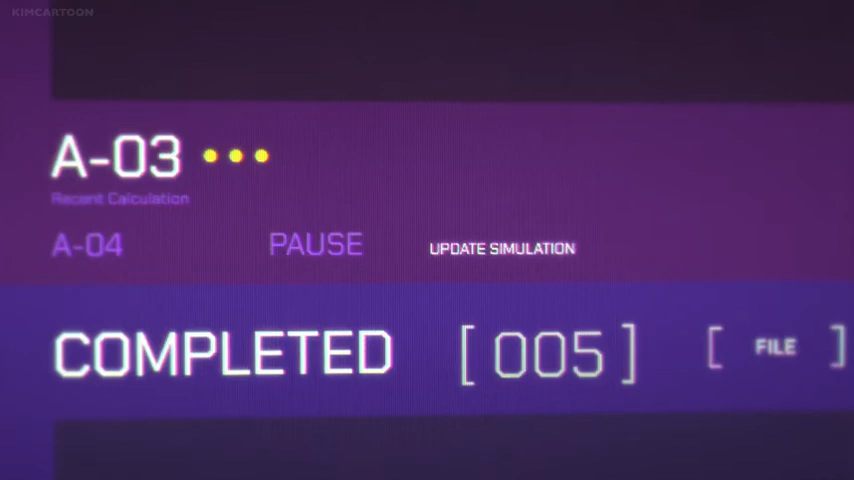 KIMCARTOON
A-03
Recent Calculation
A-04 PAUSE UPDATE SIMULATION
COMPLETED [ 005 ] [ FILE ]